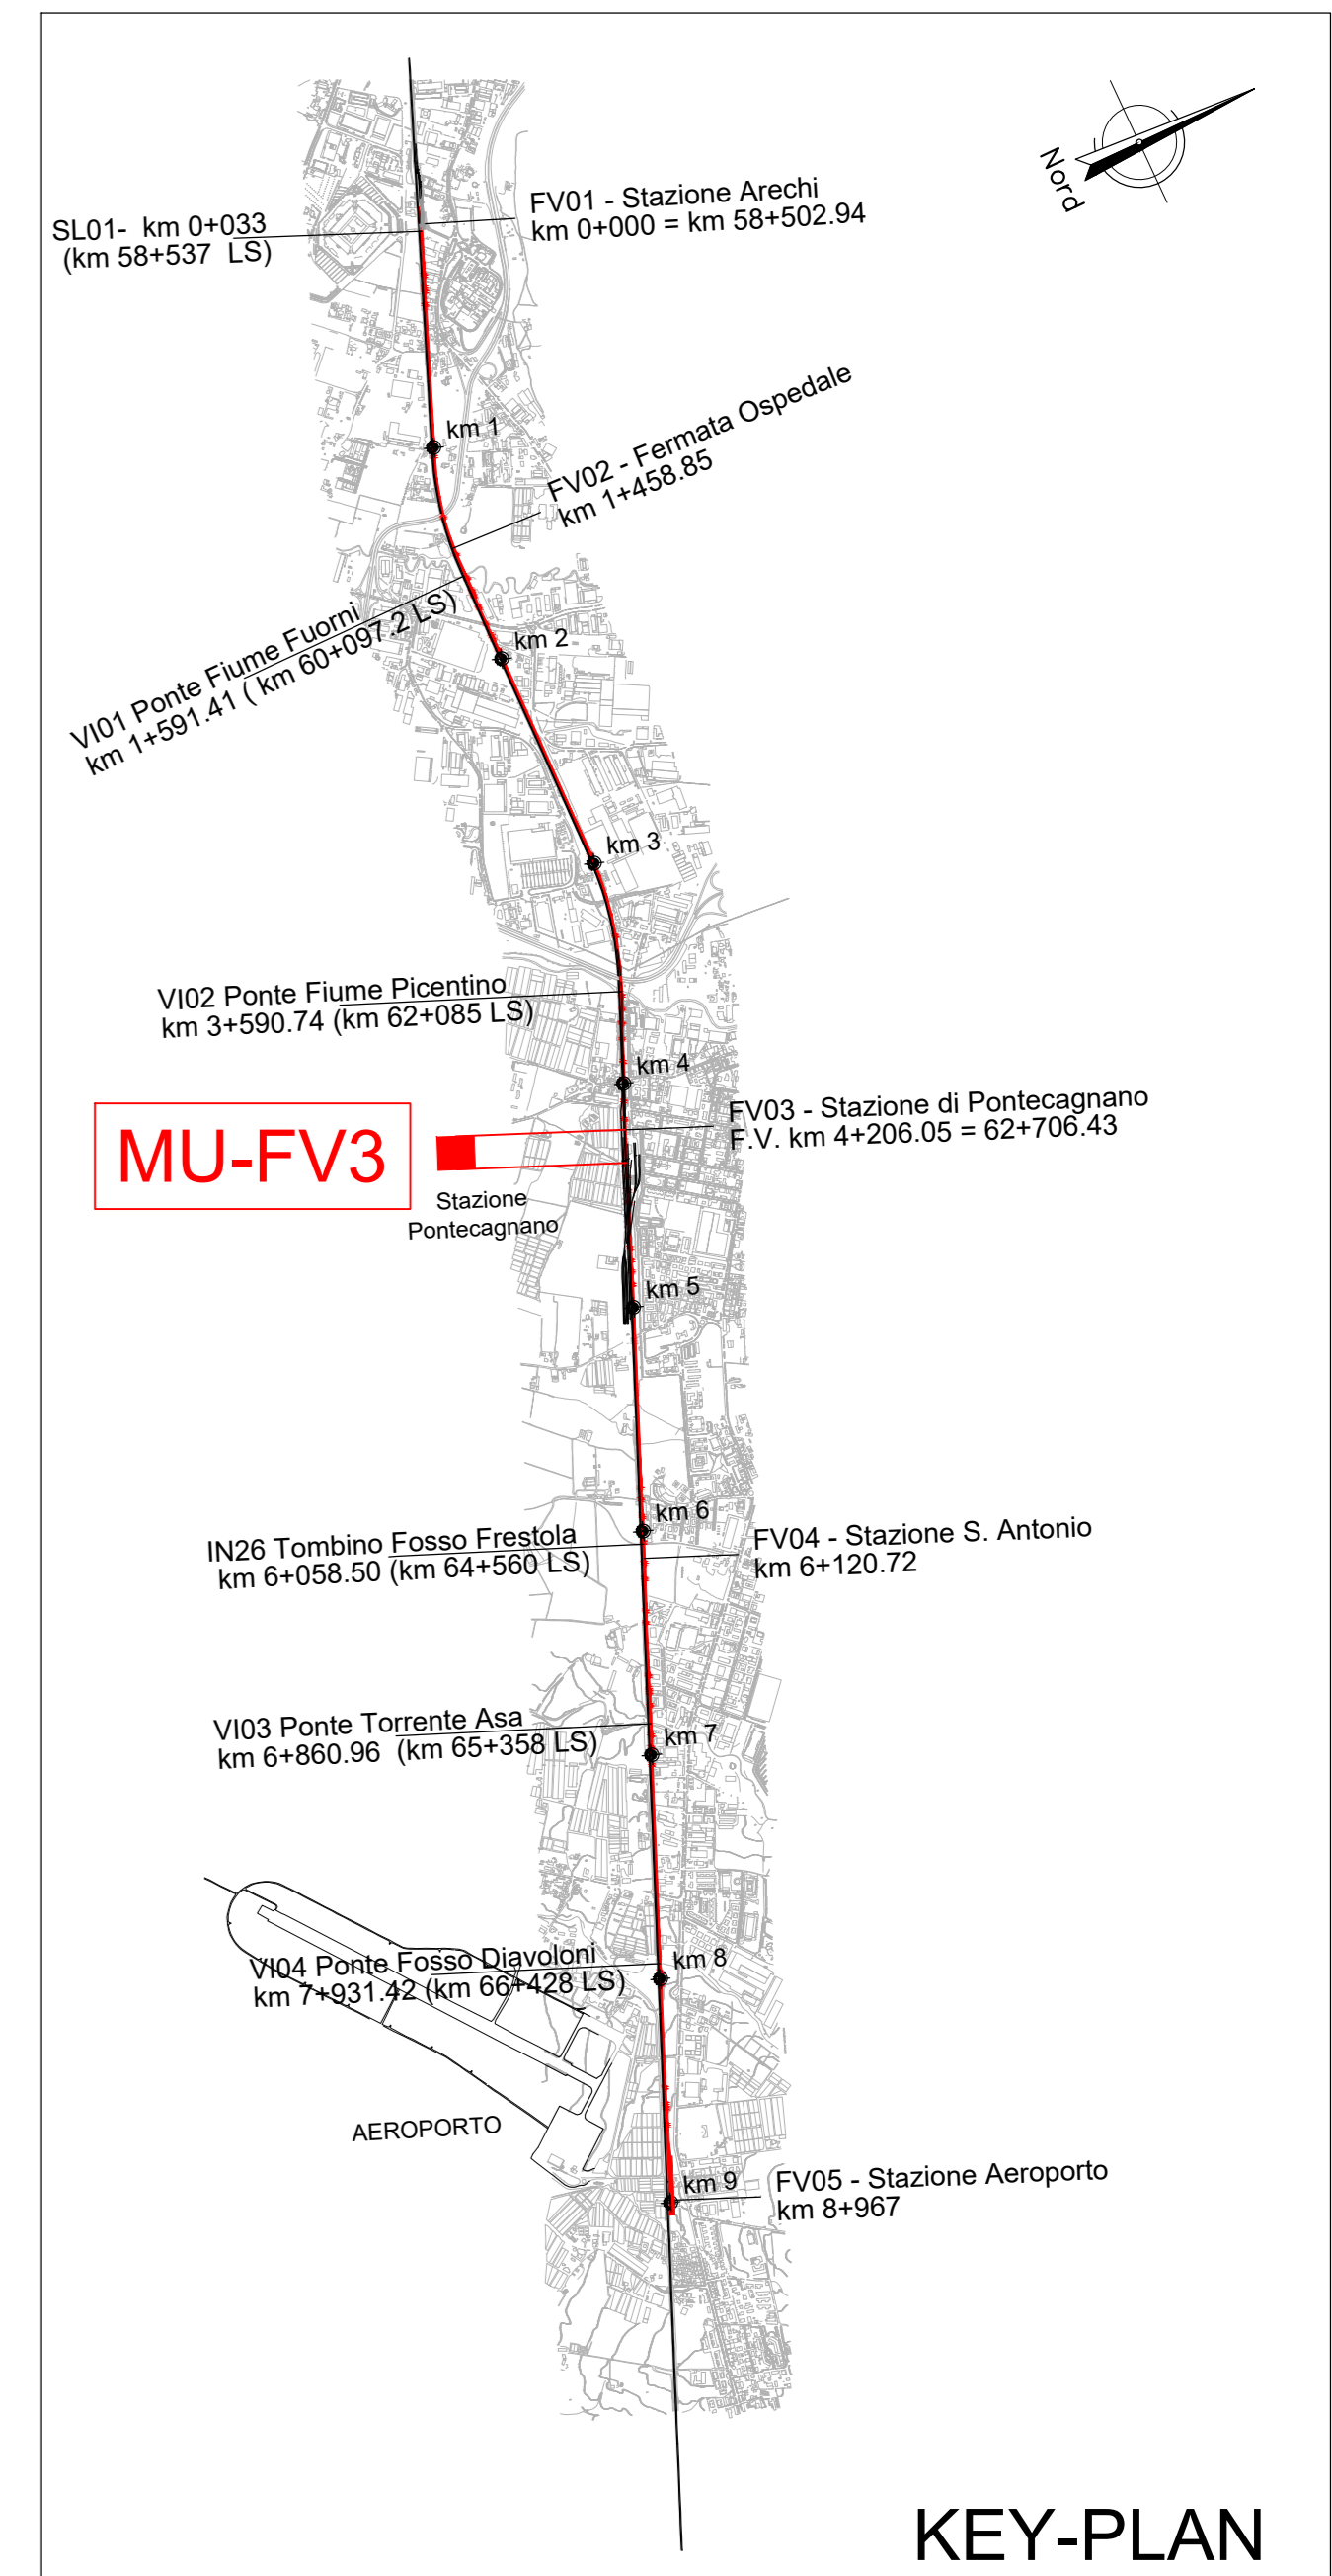 Nord
SL01-  km 0+033
(km 58+537  LS)
FV01 - Stazione Arechi
km 0+000 = km 58+502.94
km 1
FV02 - Fermata Ospedale
km 1+458.85
VI01 Ponte Fiume Fuorni
km 1+591.41 ( km 60+097.2 LS)
km 2
km 3
VI02 Ponte Fiume Picentino
km 3+590.74 (km 62+085 LS)
km 4
FV03 - Stazione di Pontecagnano
F.V. km 4+206.05 = 62+706.43
MU-FV3
Stazione
Pontecagnano
km 5
km 6
IN26 Tombino Fosso Frestola
km 6+058.50 (km 64+560 LS)
FV04 - Stazione S. Antonio
km 6+120.72
VI03 Ponte Torrente Asa
km 6+860.96  (km 65+358 LS)
km 7
VI04 Ponte Fosso Diavoloni
km 7+931.42 (km 66+428 LS)
km 8
AEROPORTO
km 9
FV05 - Stazione Aeroporto
km 8+967
KEY-PLAN